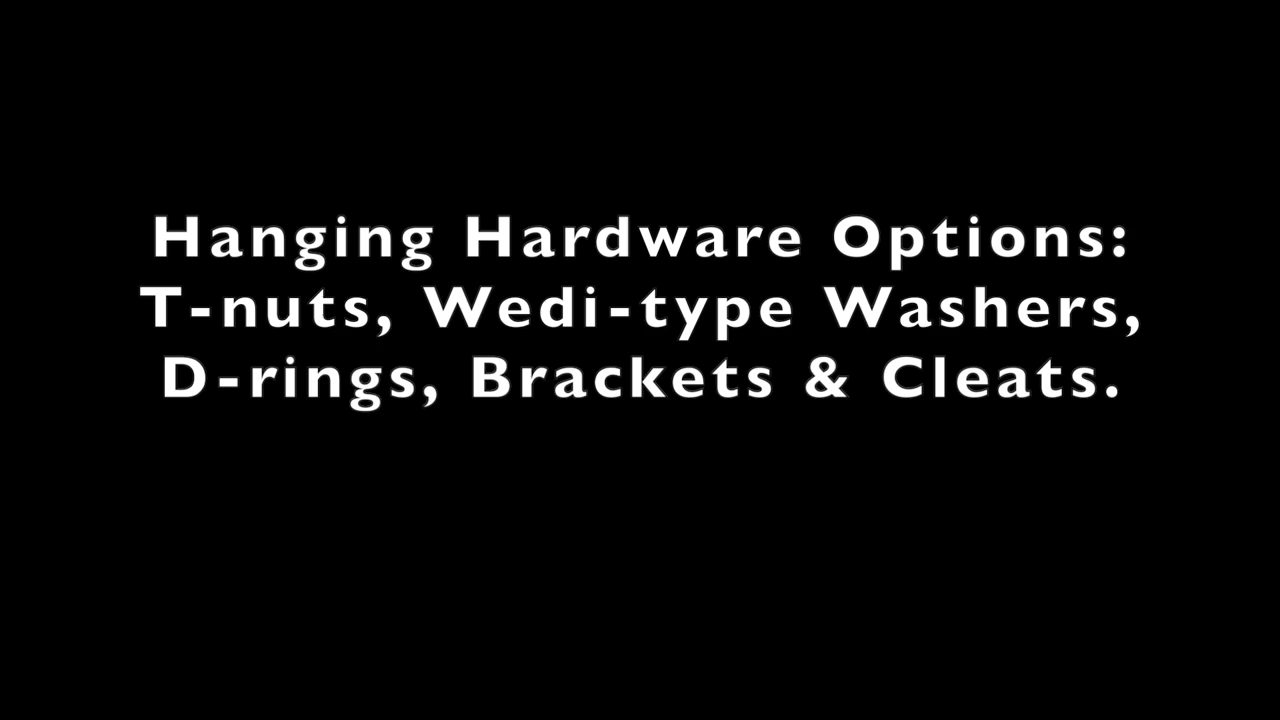 Hanging Hardware Options:
T-nuts, Wedi-type Washers,
D-rings, Brackets & Cleats.